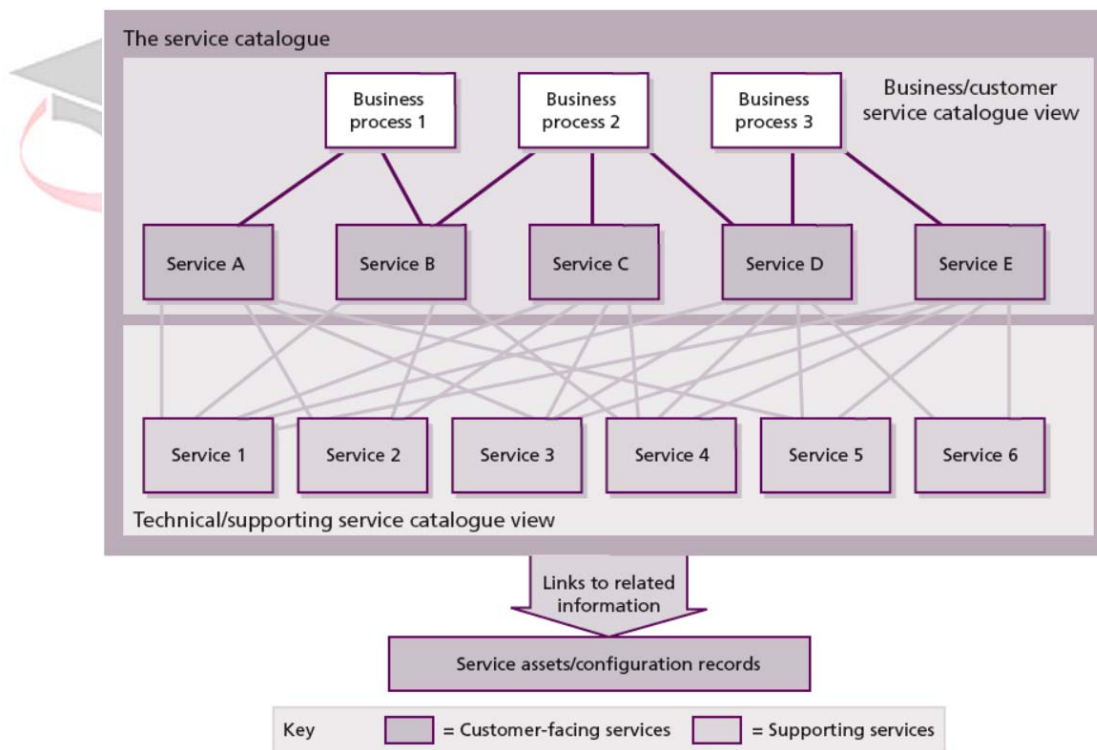 The service catalogue
Business
process 1
Business
process 2
Business
process 3
Business/customer
service catalogue view
Service A
Service B
Service C
Service D
Service E
Service 1
Service 2
Service 3
Service 4
Service 5
Service 6
Technical/supporting service catalogue view
Links to related
information
Service assets/configuration records
Key
= Customer-facing services
= Supporting services